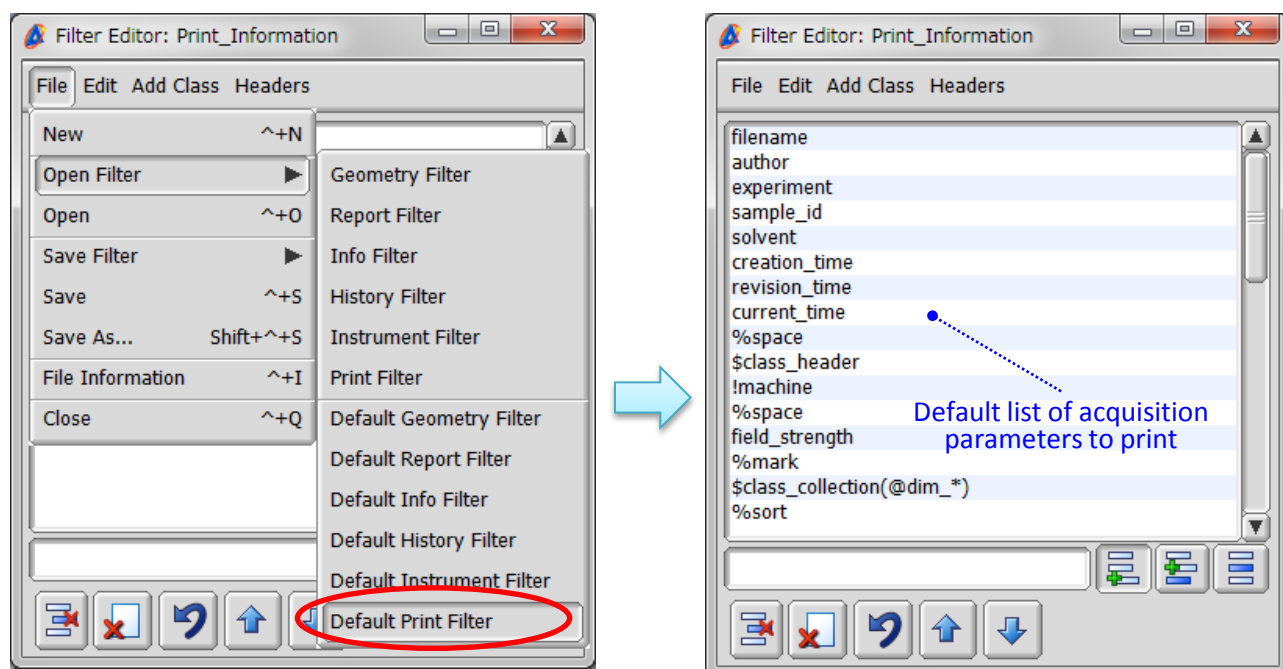 Filter Editor: Print_Information
File Edit Add Class Headers
New ^+N
Open Filter
Open ^+O
Save Filter
Save ^+S
Save As... Shift+^+S
File Information ^+I
Close ^+Q
Geometry Filter
Report Filter
Info Filter
History Filter
Instrument Filter
Print Filter
Default Geometry Filter
Default Report Filter
Default Info Filter
Default History Filter
Default Instrument Filter
Default Print Filter
Filter Editor: Print_Information
File Edit Add Class Headers
filename
author
experiment
sample_id
solvent
creation_time
revision_time
current_time
%space
$class_header
!machine
%space
field_strength
%mark
$class_collection(@dim_*)
%sort
Default list of acquisition
parameters to print